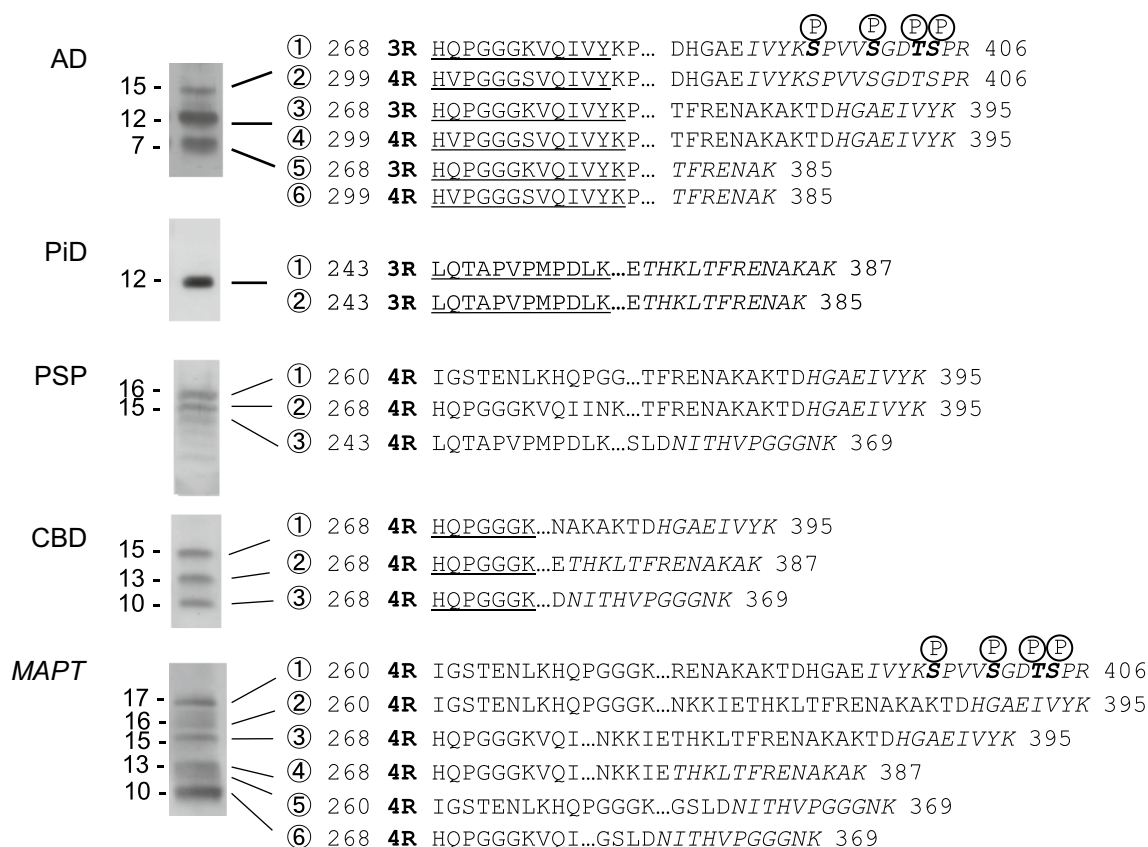 Ⓟ Ⓟ Ⓟ Ⓟ
AD
① 268 3R HQPGGGKVQIVYKP… DHGAEIVYKSPVVSGDTSPR 406
15 - ② 299 4R HVPGGGSVQIVYKP… DHGAEIVYKSPVVSGDTSPR 406
12 - ③ 268 3R HQPGGGKVQIVYKP… TFRENAKAKTDHGAEIVYK 395
7 - ④ 299 4R HVPGGGSVQIVYKP… TFRENAKAKTDHGAEIVYK 395
⑤ 268 3R HQPGGGKVQIVYKP… TFRENAK 385
⑥ 299 4R HVPGGGSVQIVYKP… TFRENAK 385
PiD
12 - ① 243 3R LQTAPVPMPDLK…ETHKLTFRENAKAK 387
② 243 3R LQTAPVPMPDLK…ETHKLTFRENAK 385
PSP
16 - ① 260 4R IGSTENLKHQPGG…TFRENAKAKTDHGAEIVYK 395
15 - ② 268 4R HQPGGGKVQIINK…TFRENAKAKTDHGAEIVYK 395
③ 243 4R LQTAPVPMPDLK…SLDNITHVPGGGNK 369
CBD
15 - ① 268 4R HQPGGGK…NAKAKTDHGAEIVYK 395
13 - ② 268 4R HQPGGGK…ETHKLTFRENAKAK 387
10 - ③ 268 4R HQPGGGK…DNITHVPGGGNK 369
Ⓟ Ⓟ Ⓟ Ⓟ
MAPT
① 260 4R IGSTENLKHQPGGGK…RENAKAKTDHGAEIVYKSPVVSGDTSPR 406
17 - ② 260 4R IGSTENLKHQPGGGK…NKKIETHKLTFRENAKAKTDHGAEIVYK 395
16 -
15 - ③ 268 4R HQPGGGKVQI…NKKIETHKLTFRENAKAKTDHGAEIVYK 395
13 - ④ 268 4R HQPGGGKVQI…NKKIETHKLTFRENAKAK 387
10 - ⑤ 260 4R IGSTENLKHQPGGGK…GSLDNITHVPGGGNK 369
⑥ 268 4R HQPGGGKVQI…GSLDNITHVPGGGNK 369